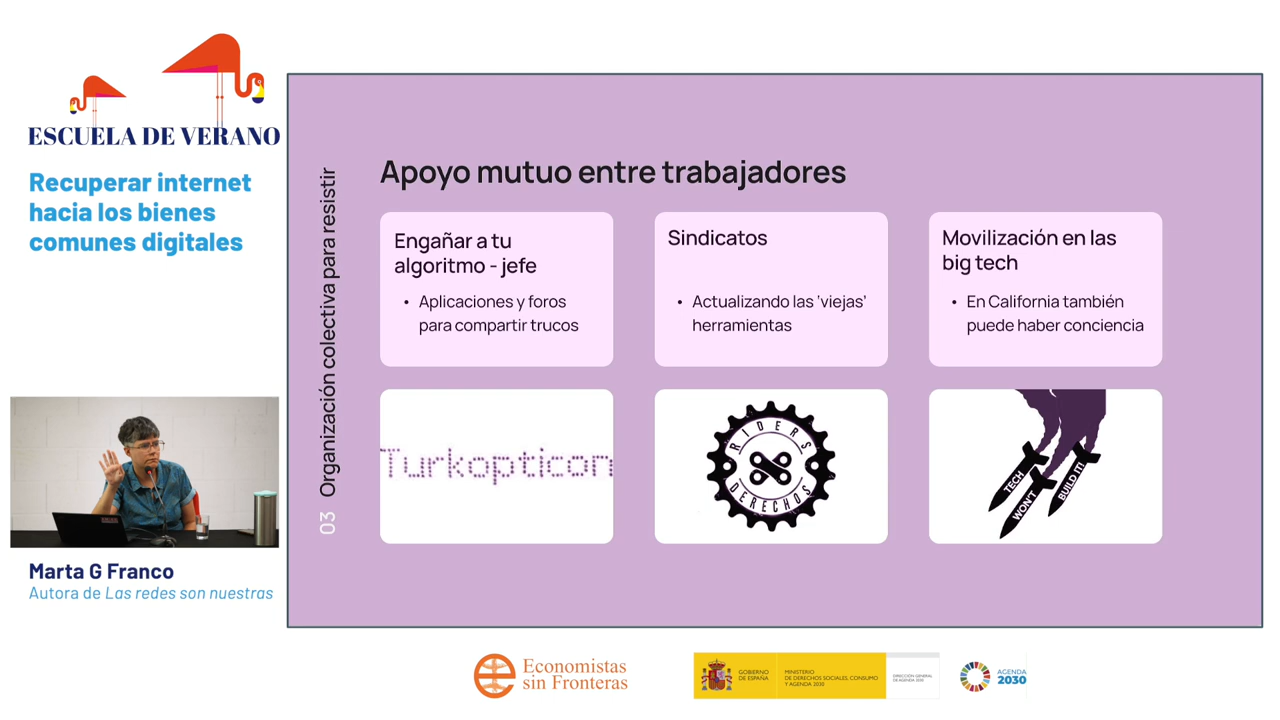 ESCUELA DE VERANO
Recuperar internet
hacia los bienes
comunes digitales
Marta G Franco
Autora de Las redes son nuestras
03 Organización colectiva para resistir
Apoyo mutuo entre trabajadores
Engañar a tu
algoritmo - jefe
• Aplicaciones y foros
para compartir trucos
Sindicatos
• Actualizando las 'viejas'
herramientas
Movilización en las
big tech
• En California también
puede haber conciencia
Turkopticon
RIDERS
DERECHOS
TECH
WON'T
BUILD IT!
Economistas
sin Fronteras
GOBIERNO
DE ESPAÑA
MINISTERIO
DE DERECHOS SOCIALES, CONSUMO
Y AGENDA 2030
DIRECCIÓN GENERAL
DE AGENDA 2030
AGENDA
2030